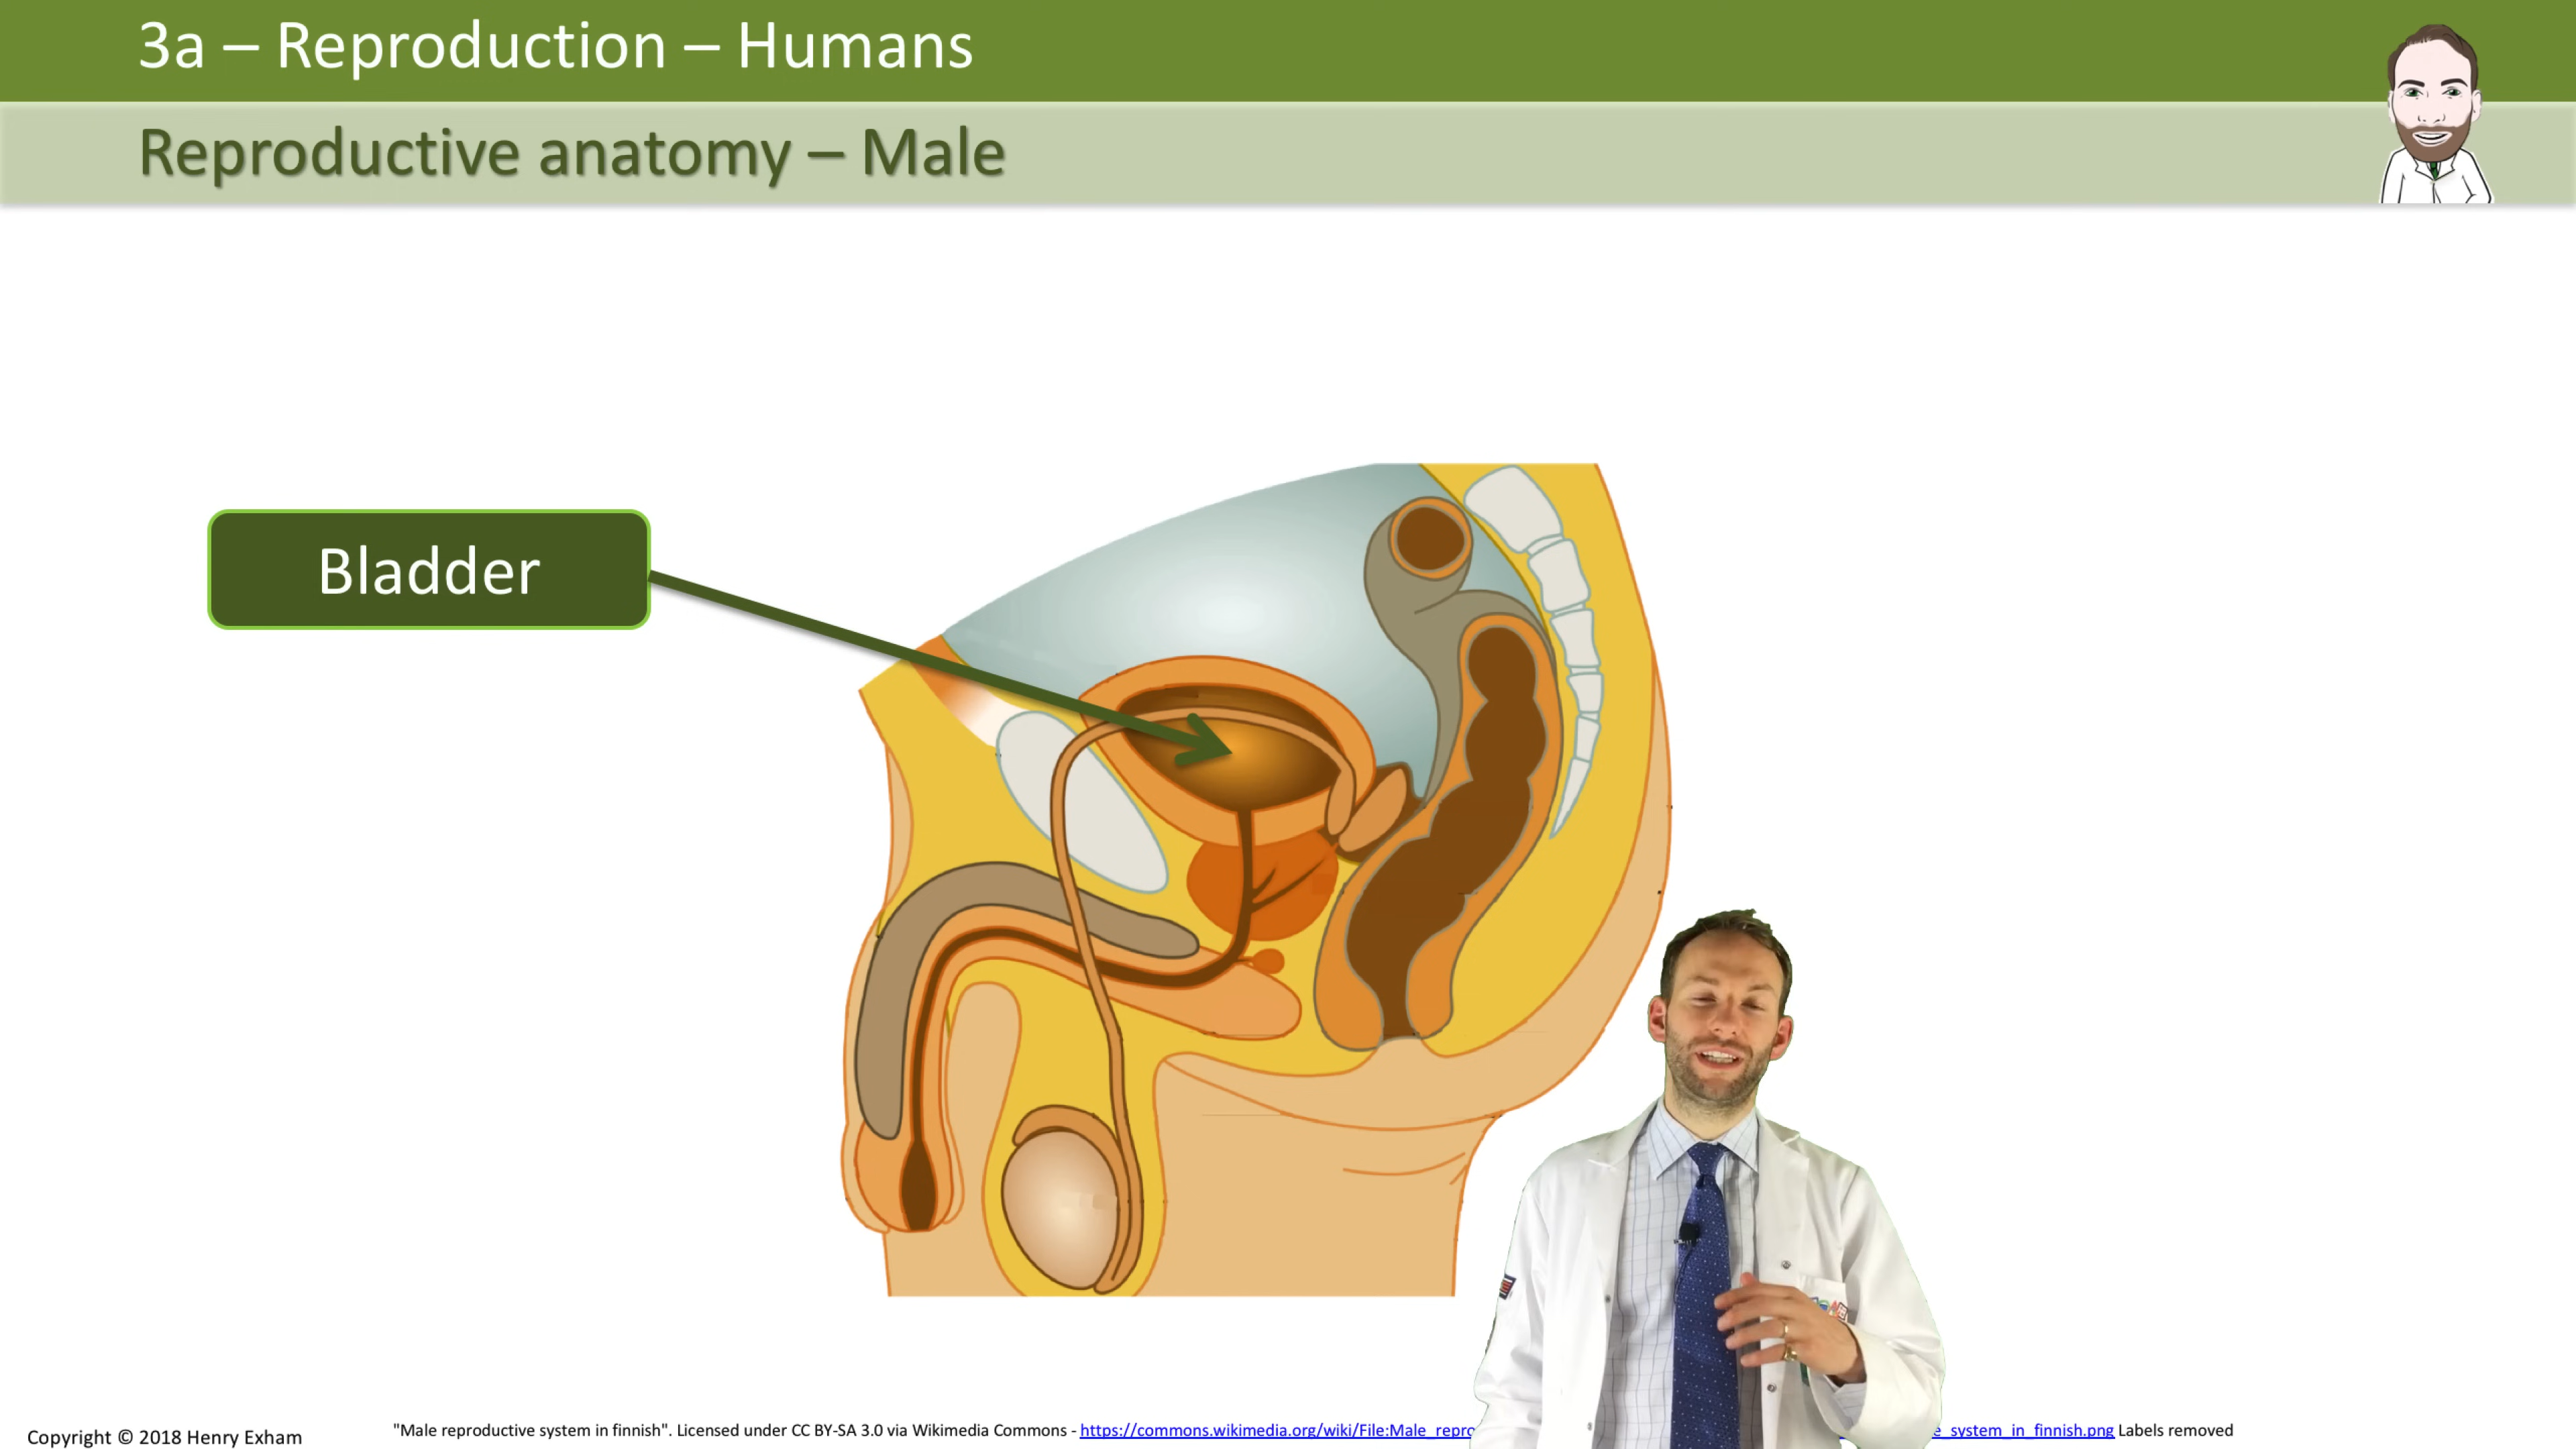 3a – Reproduction – Humans
Reproductive anatomy – Male
Bladder
Copyright © 2018 Henry Exham
"Male reproductive system in finnish". Licensed under CC BY-SA 3.0 via Wikimedia Commons - https://commons.wikimedia.org/wiki/File:Male_repro e_system_in_finnish.png Labels removed